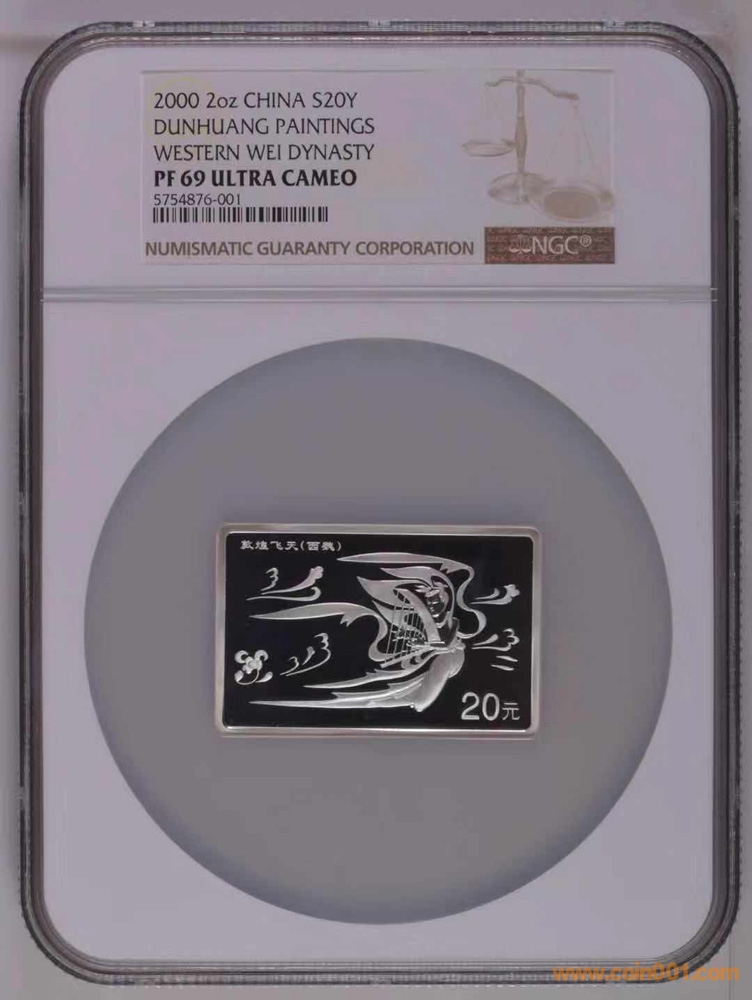 2000 2oz CHINA S20Y
DUNHUANG PAINTINGS
WESTERN WEI DYNASTY
PF 69 ULTRA CAMEO
5754876-001
NUMISMATIC GUARANTY CORPORATION
NGC®
敦煌飞天(西魏)
20元
www.coin001.com